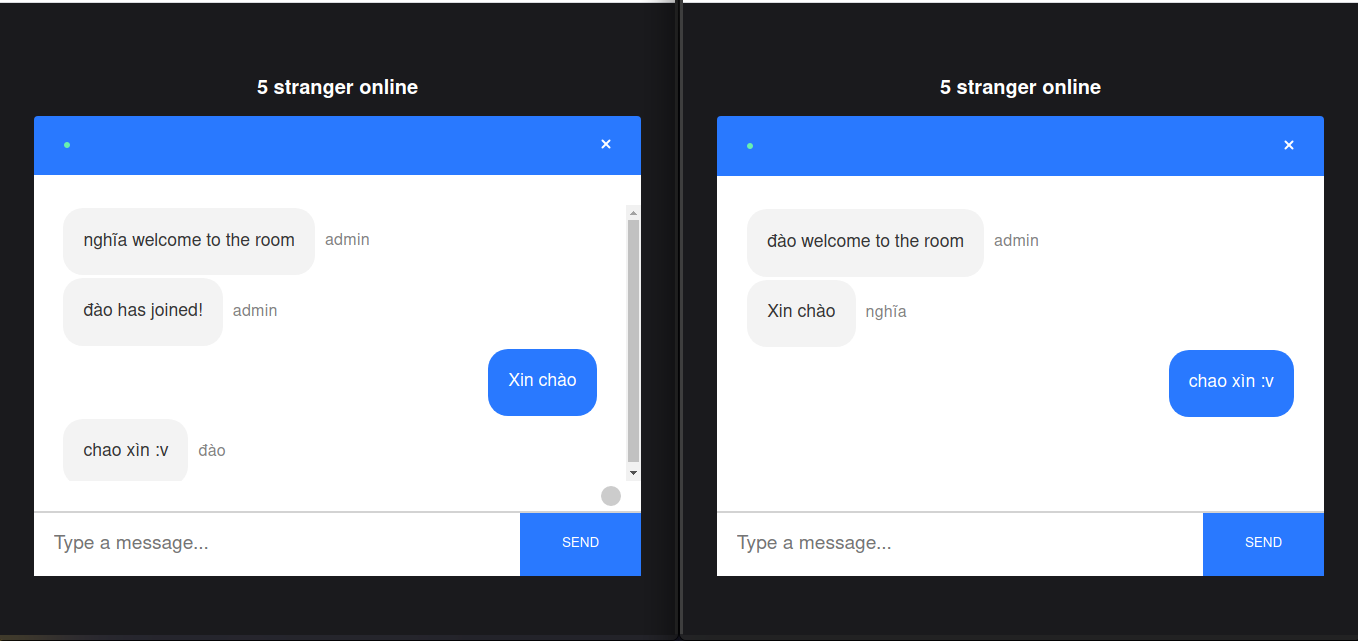 5 stranger online
nghĩa welcome to the room admin
đào has joined! admin
Xin chào
chao xìn :v đào
Type a message... SEND
5 stranger online
đào welcome to the room admin
Xin chào nghĩa
chao xìn :v
Type a message... SEND